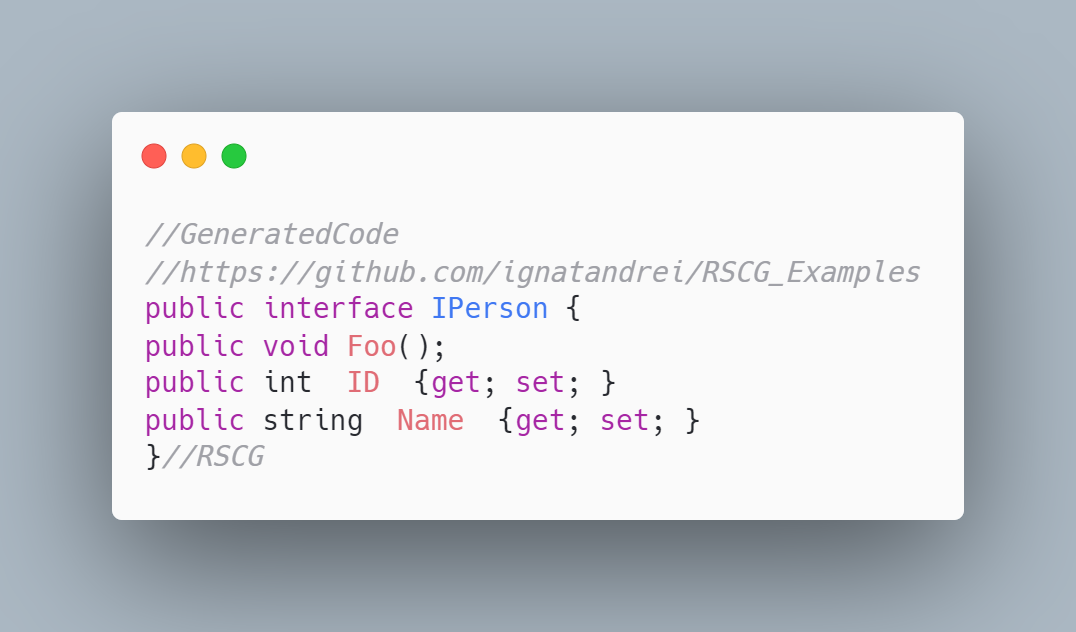 //GeneratedCode
//https://github.com/ignatandrei/RSCG_Examples
public interface IPerson {
public void Foo();
public int  ID  {get; set; }
public string  Name  {get; set; }
}//RSCG